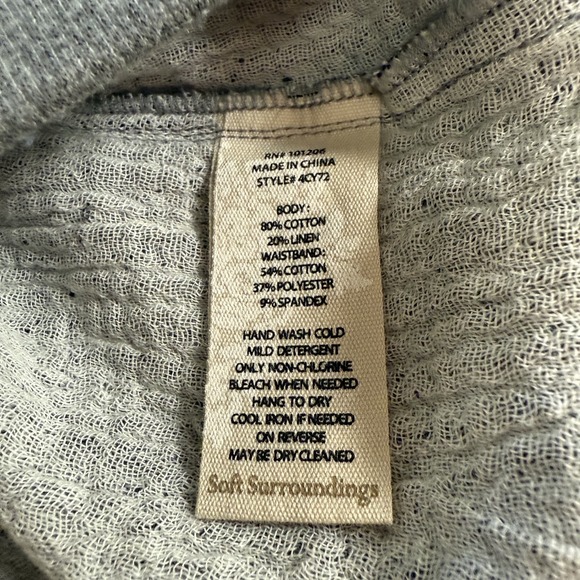 RN# 101206
MADE IN CHINA
STYLE# 4CY72
BODY:
80% COTTON
20% LINEN
WAISTBAND:
54% COTTON
37% POLYESTER
9% SPANDEX
HAND WASH COLD
MILD DETERGENT
ONLY NON-CHLORINE
BLEACH WHEN NEEDED
HANG TO DRY
COOL IRON IF NEEDED
ON REVERSE
MAY BE DRY CLEANED
Soft Surroundings